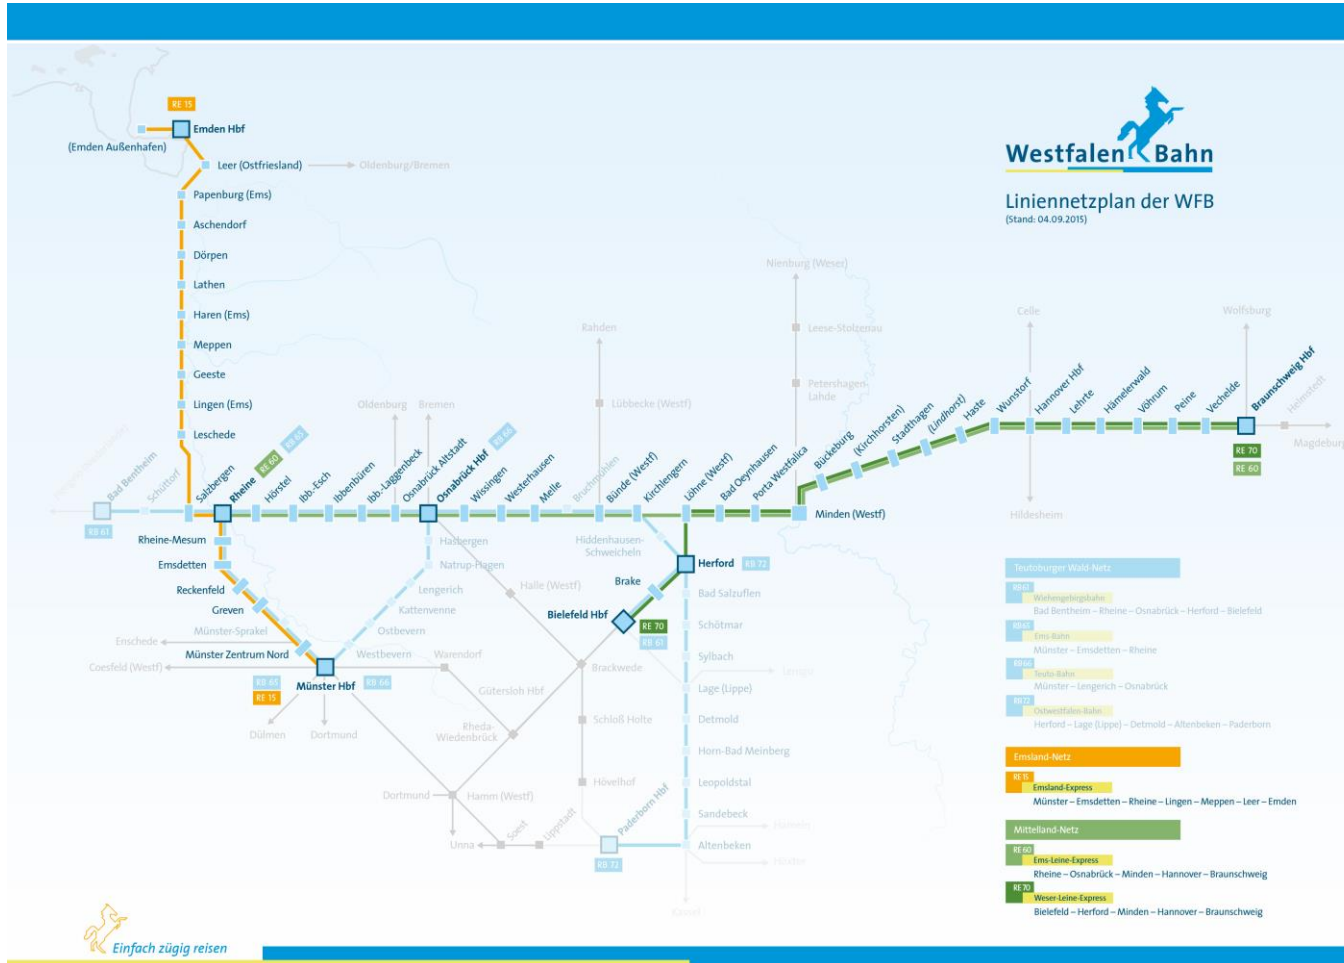 RE 15
Emden Hbf
(Emden Außenhafen)
Leer (Ostfriesland)
Oldenburg/Bremen
Papenburg (Ems)
Aschendorf
Dörpen
Lathen
Haren (Ems)
Meppen
Geeste
Lingen (Ems)
Leschede
Westfalen Bahn
Liniennetzplan der WFB
(Stand: 04.09.2015)
Nienburg (Weser)
Leese-Stolzenau
Petershagen
Lahde
Rahden
Lübbecke (Westf)
Celle
Wolfsburg
Oldenburg
Bremen
Bad Bentheim
Schüttorf
RB 61
Salzbergen
Rheine
RE 60
RB 65
Hörstel
Ibb.-Esch
Ibbenbüren
Ibb.-Laggenbeck
Osnabrück Altstadt
Osnabrück Hbf
RB 66
Wissingen
Westerhausen
Melle
Bruchmühlen
Bünde (Westf)
Kirchlengern
Löhne (Westf)
Bad Oeynhausen
Porta Westfalica
Minden (Westf)
Bückeburg
(Kirchhorsten)
Stadthagen
(Lindhorst)
Haste
Wunstorf
Hannover Hbf
Lehrte
Hämelerwald
Vöhrum
Peine
Vechelde
Braunschweig Hbf
Helmstedt
Magdeburg
RE 70
RE 60
Hildesheim
Rheine-Mesum
Emsdetten
Reckenfeld
Greven
Münster-Sprakel
Münster Zentrum Nord
Münster Hbf
RB 65
RE 15
RB 66
Enschede
Coesfeld (Westf)
Dülmen
Dortmund
Hasbergen
Natrup-Hagen
Lengerich
Kattenvenne
Ostbevern
Westbevern
Warendorf
Halle (Westf)
Hiddenhausen-
Schweicheln
Herford
RB 72
Brake
Bielefeld Hbf
RE 70
RB 61
Brackwede
Gütersloh Hbf
Rheda-
Wiedenbrück
Schloß Holte
Hövelhof
Dortmund
Hamm (Westf)
Unna
Soest
Lippstadt
Paderborn Hbf
RB 72
Bad Salzuflen
Schötmar
Sylbach
Lage (Lippe)
Lemgo
Detmold
Horn-Bad Meinberg
Leopoldstal
Sandebeck
Altenbeken
Hameln
Höxter
Kassel
Teutoburger Wald-Netz
RB 61
Wiehengebirgsbahn
Bad Bentheim – Rheine – Osnabrück – Herford – Bielefeld
Ems-Bahn
Münster – Emsdetten – Rheine
RB 66
Teuto-Bahn
Münster – Lengerich – Osnabrück
RB 72
Ostwestfalen-Bahn
Herford – Lage (Lippe) – Detmold – Altenbeken – Paderborn
Emsland-Netz
RE 15
Emsland-Express
Münster – Emsdetten – Rheine – Lingen – Meppen – Leer – Emden
Mittelland-Netz
RE 60
Ems-Leine-Express
Rheine – Osnabrück – Minden – Hannover – Braunschweig
RE 70
Weser-Leine-Express
Bielefeld – Herford – Minden – Hannover – Braunschweig
Einfach zügig reisen